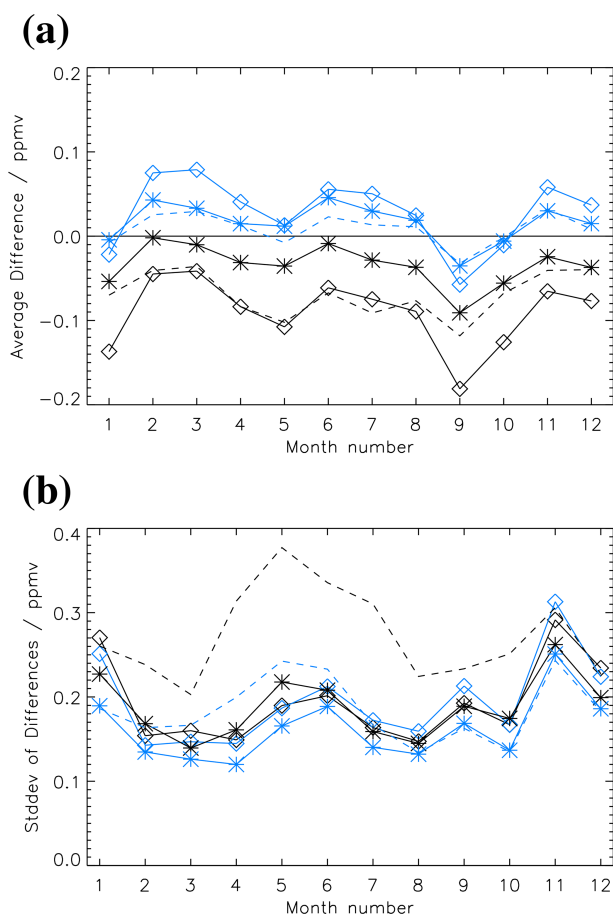 (a)
Average Difference / ppmv
0.2
0.1
0.0
−0.1
−0.2
1 2 3 4 5 6 7 8 9 10 11 12
Month number
(b)
Stddev of Differences / ppmv
0.4
0.3
0.2
0.1
0.0
1 2 3 4 5 6 7 8 9 10 11 12
Month number